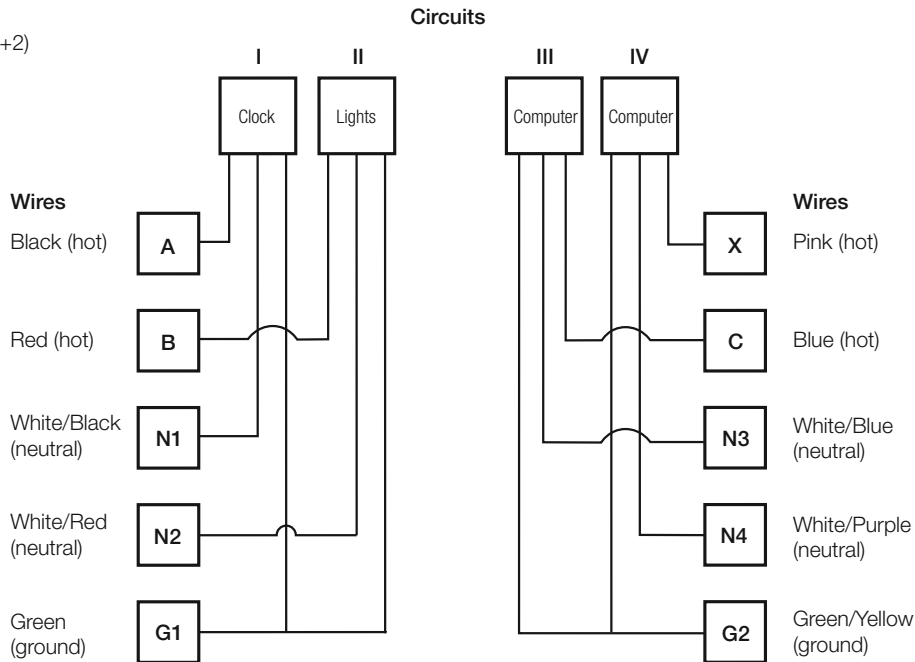 Circuits
+2)
I
II
III
IV
Clock
Lights
Computer
Computer
Wires
Black (hot)
A
Red (hot)
B
White/Black
(neutral)
N1
White/Red
(neutral)
N2
Green
(ground)
G1
Wires
X
Pink (hot)
C
Blue (hot)
N3
White/Blue
(neutral)
N4
White/Purple
(neutral)
G2
Green/Yellow
(ground)